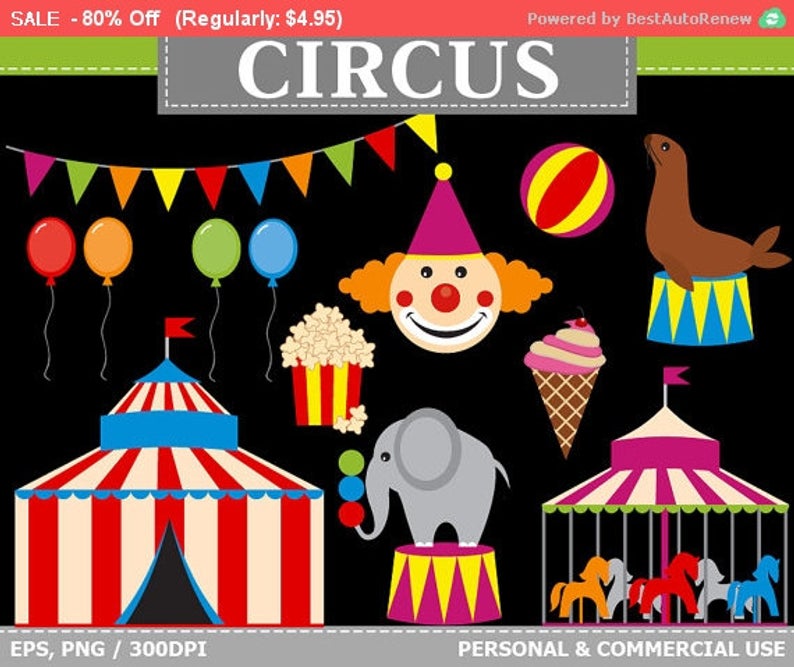 SALE - 80% Off (Regularly: $4.95)
Powered by BestAutoRenew
CIRCUS
EPS, PNG / 300DPI
PERSONAL & COMMERCIAL USE